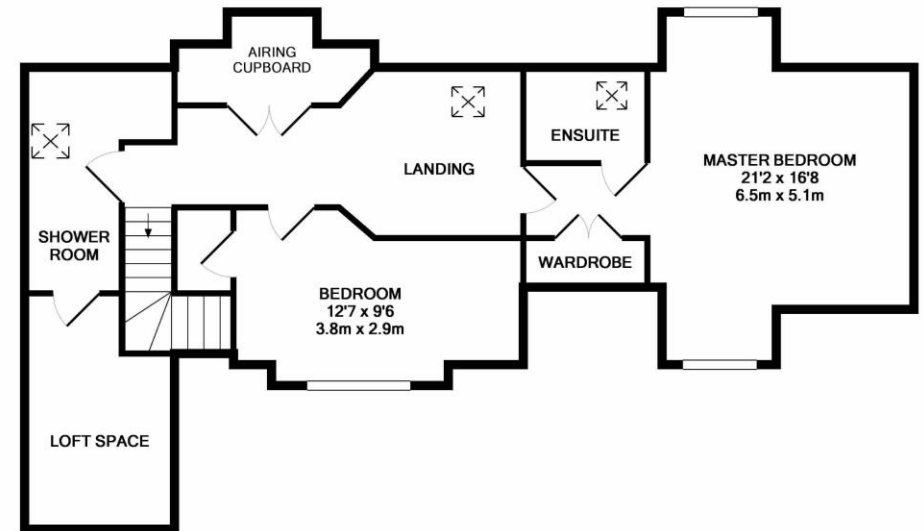 AIRING
CUPBOARD
ENSUITE
LANDING
MASTER BEDROOM
21'2 x 16'8
6.5m x 5.1m
SHOWER
ROOM
WARDROBE
BEDROOM
12'7 x 9'6
3.8m x 2.9m
LOFT SPACE